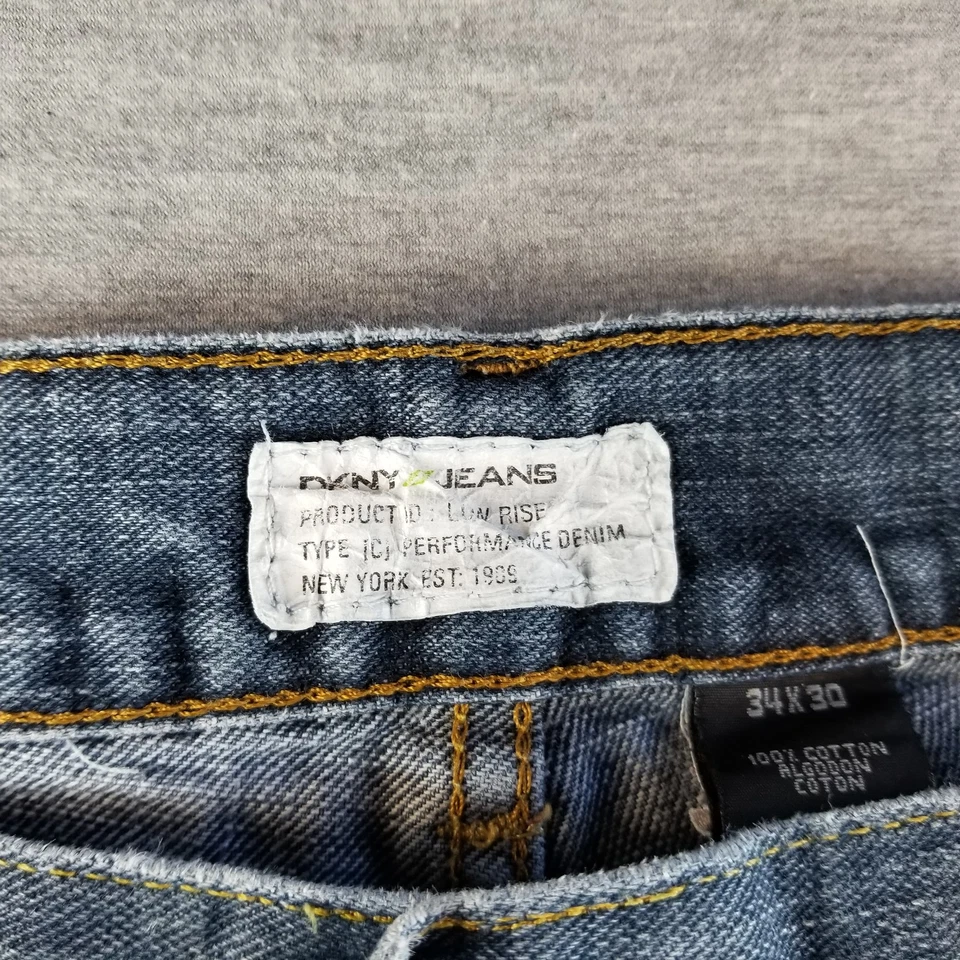 DKNY JEANS
PRODUCT ID: LOW RISE
TYPE [C] PERFORMANCE DENIM
NEW YORK EST: 1989
34X30
100% COTTON
ALGODON
COTON